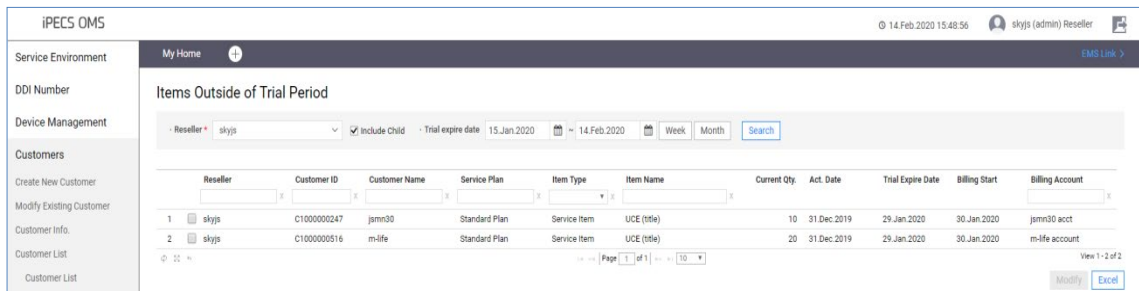 iPECS OMS
14.Feb.2020 15:48:56 skyjs (admin) Reseller
Service Environment
My Home
EMS Link >
DDI Number
Items Outside of Trial Period
Device Management
· Reseller * skyjs Include Child · Trial expire date 15.Jan.2020 ~ 14.Feb.2020 Week Month Search
Customers
Create New Customer
Modify Existing Customer
Customer Info.
Customer List
Customer List
Reseller Customer ID Customer Name Service Plan Item Type Item Name Current Qty. Act. Date Trial Expire Date Billing Start Billing Account
x x x x x x x
1 skyjs C1000000247 jsmn30 Standard Plan Service Item UCE (title) 10 31.Dec.2019 29.Jan.2020 30.Jan.2020 jsmn30 acct
2 skyjs C1000000516 m-life Standard Plan Service Item UCE (title) 20 31.Dec.2019 29.Jan.2020 30.Jan.2020 m-life account
Page 1 of 1 10 View 1 - 2 of 2
Modify Excel